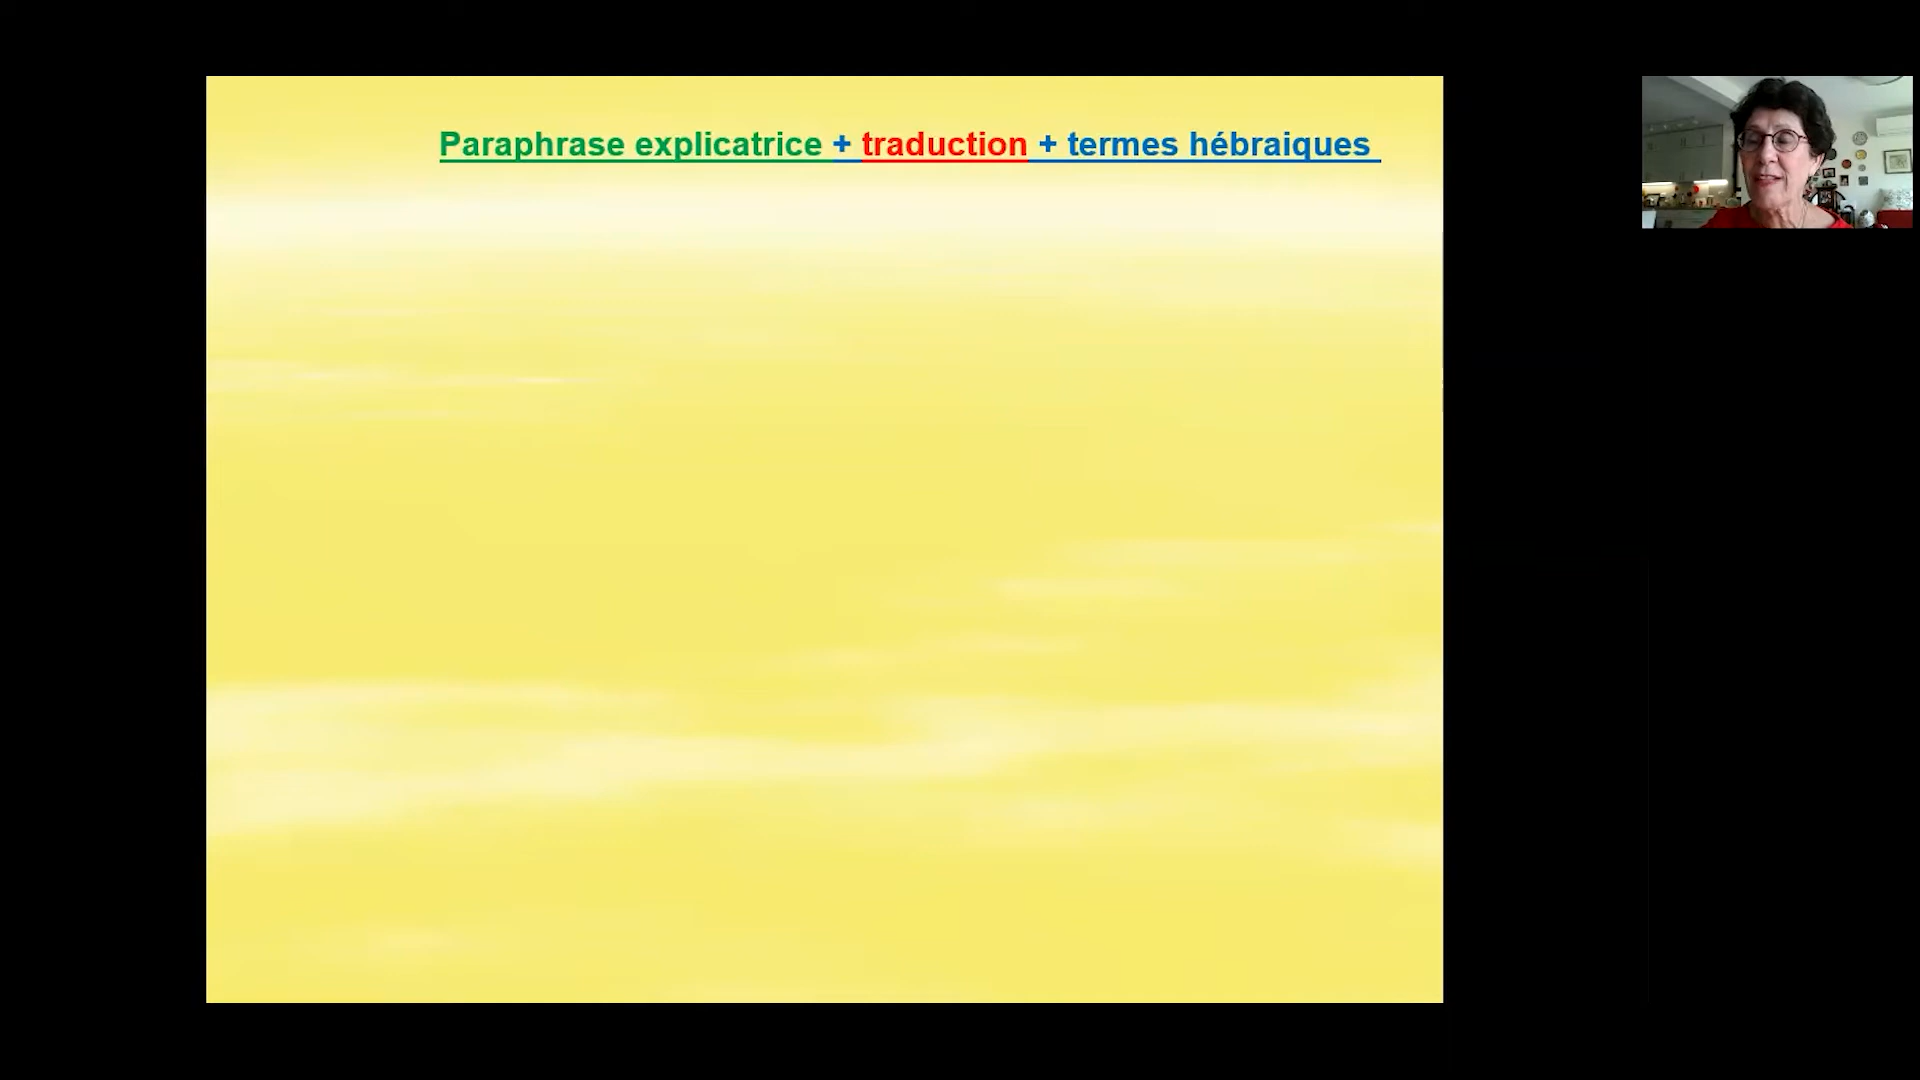 Paraphrase explicatrice + traduction + termes hébraiques